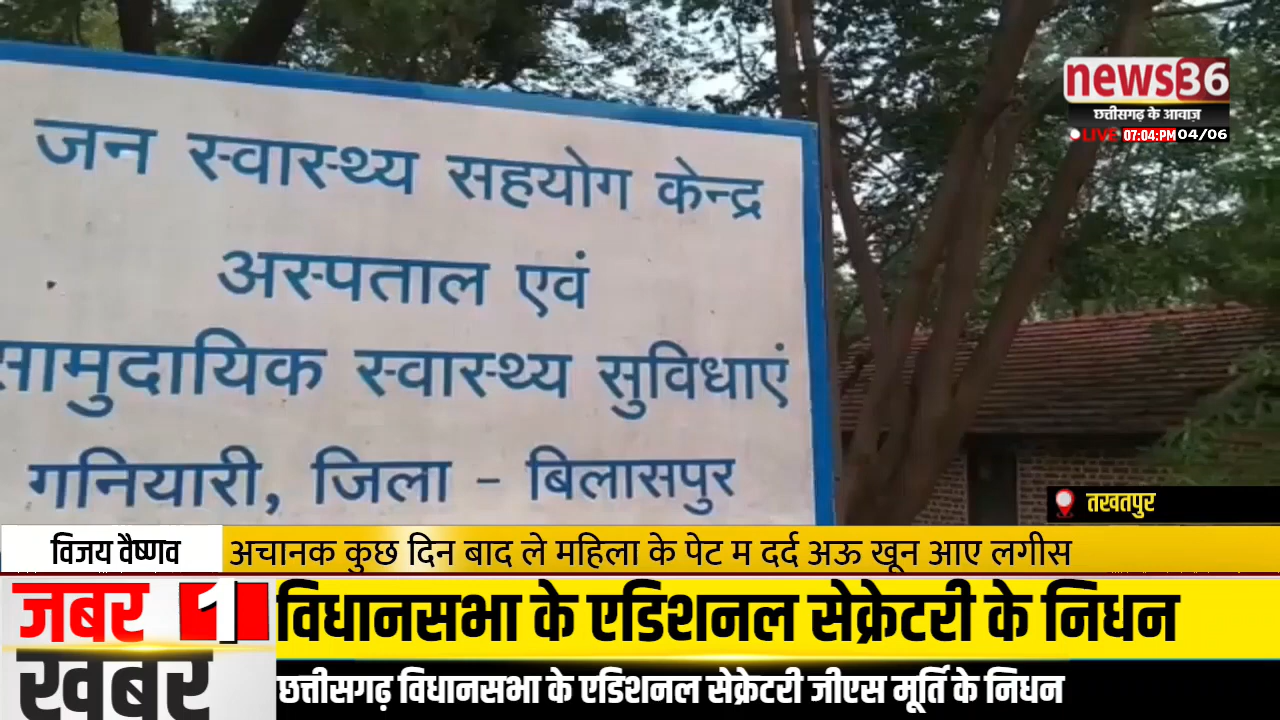 जन स्वास्थ्य सहयोग केन्द्र
अस्पताल एवं
सामुदायिक स्वास्थ्य सुविधाएं
गनियारी, जिला - बिलासपुर
news36
छत्तीसगढ़ के आवाज़
LIVE 07:04:PM 04/06
तखतपुर
विजय वैष्णव
अचानक कुछ दिन बाद ले महिला के पेट म दर्द अऊ खून आए लगीस
जबर 1
खबर
विधानसभा के एडिशनल सेक्रेटरी के निधन
छत्तीसगढ़ विधानसभा के एडिशनल सेक्रेटरी जीएस मूर्ति के निधन